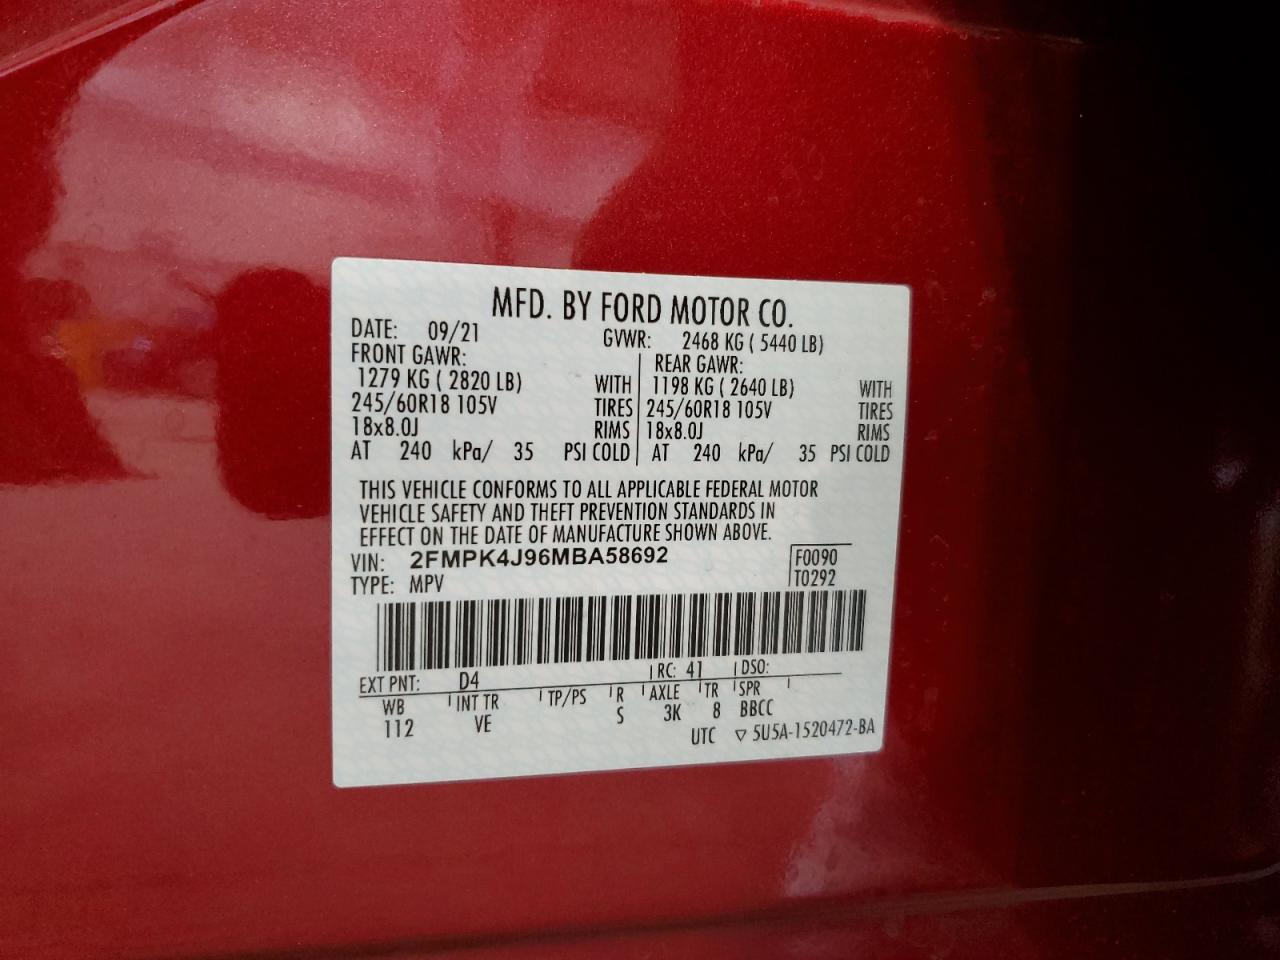 MFD. BY FORD MOTOR CO.
DATE: 09/21 GVWR: 2468 KG ( 5440 LB)
FRONT GAWR: REAR GAWR:
1279 KG ( 2820 LB) WITH 1198 KG ( 2640 LB) WITH
245/60R18 105V TIRES 245/60R18 105V TIRES
18x8.0J RIMS 18x8.0J RIMS
AT 240 kPa/ 35 PSI COLD AT 240 kPa/ 35 PSI COLD
THIS VEHICLE CONFORMS TO ALL APPLICABLE FEDERAL MOTOR
VEHICLE SAFETY AND THEFT PREVENTION STANDARDS IN
EFFECT ON THE DATE OF MANUFACTURE SHOWN ABOVE.
VIN: 2FMPK4J96MBA58692 F0090
TYPE: MPV T0292
EXT PNT: D4 RC: 41 DSO:
WB INT TR TP/PS R AXLE TR SPR
112 VE S 3K 8 BBCC
UTC ▽ 5U5A-1520472-BA